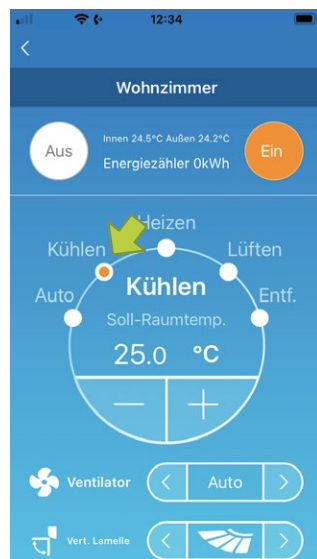 12:34
Wohnzimmer
Aus
Innen 24.5°C Außen 24.2°C
Energiezähler 0kWh
Ein
Heizen
Kühlen
Lüften
Auto
Kühlen
Entf.
Soll-Raumtemp.
25.0 °C
Ventilator
Auto
Vert. Lamelle